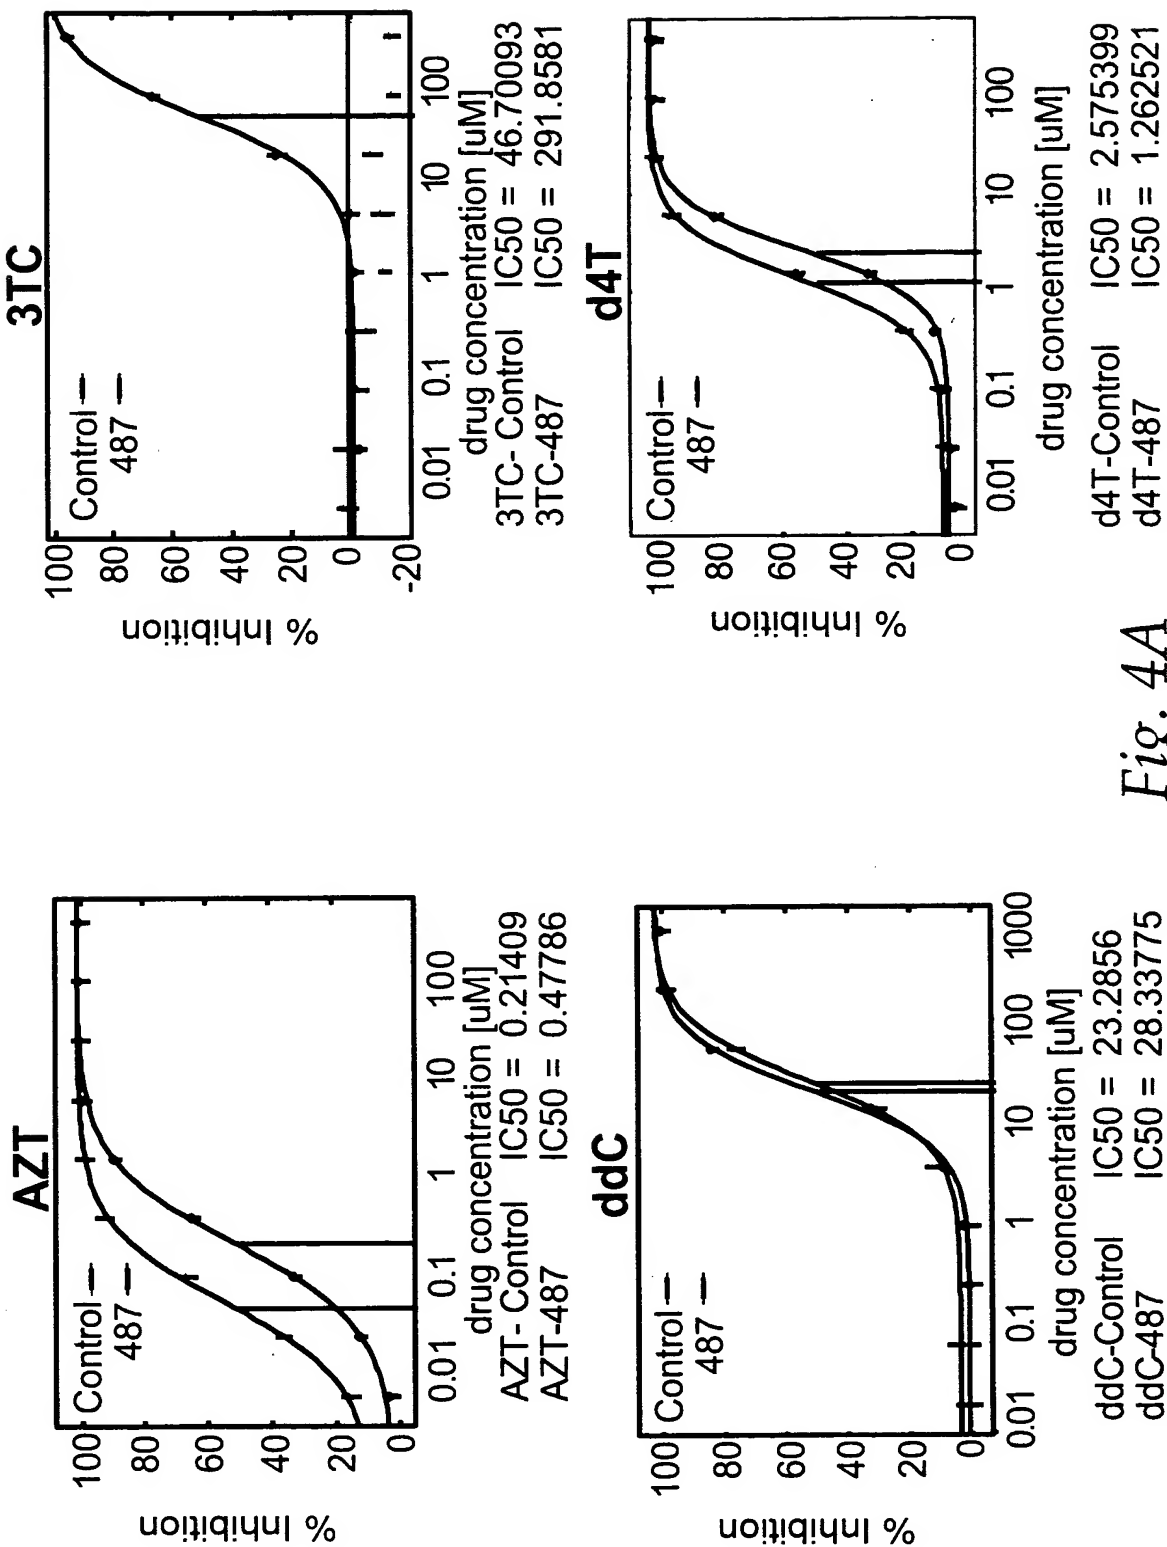 AZT
% Inhibition
100
80
60
40
20
0
Control
487
0.01 0.1 1 10 100
drug concentration [uM]
AZT- Control IC50 = 0.21409
AZT-487 IC50 = 0.47786
3TC
% Inhibition
100
80
60
40
20
0
-20
Control
487
0.01 0.1 1 10 100
drug concentration [uM]
3TC- Control IC50 = 46.70093
3TC-487 IC50 = 291.8581
ddC
% Inhibition
100
80
60
40
20
0
Control
487
0.01 0.1 1 10 100 1000
drug concentration [uM]
ddC-Control IC50 = 23.2856
ddC-487 IC50 = 28.33775
d4T
% Inhibition
100
80
60
40
20
0
Control
487
0.01 0.1 1 10 100
drug concentration [uM]
d4T-Control IC50 = 2.575399
d4T-487 IC50 = 1.262521
Fig. 4A